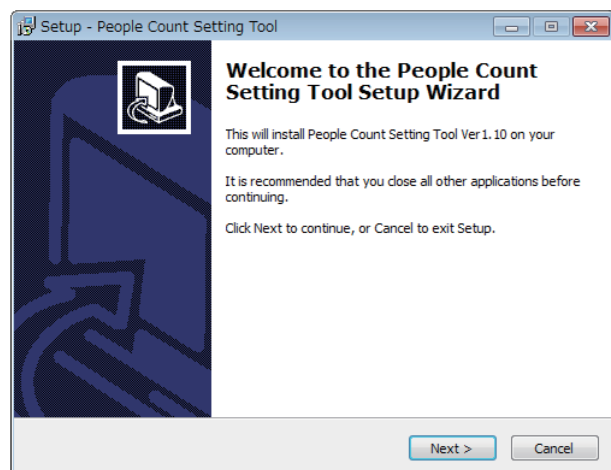 Setup - People Count Setting Tool
Welcome to the People Count
Setting Tool Setup Wizard
This will install People Count Setting Tool Ver1.10 on your
computer.
It is recommended that you close all other applications before
continuing.
Click Next to continue, or Cancel to exit Setup.
Next >
Cancel